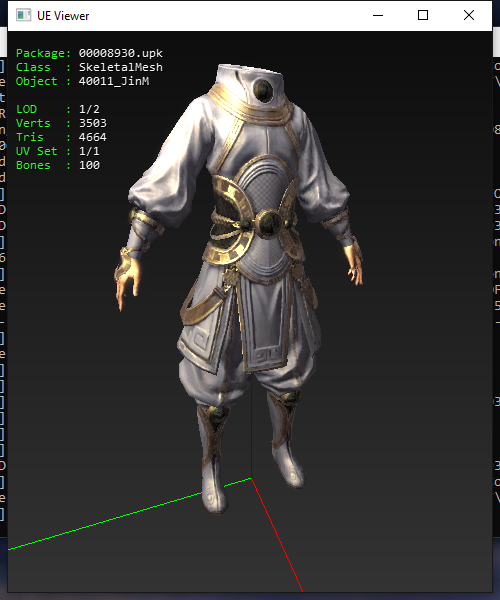 UE Viewer
Package: 00008930.upk
Class  : SkeletalMesh
Object : 40011_JinM
LOD    : 1/2
Verts  : 3503
Tris   : 4664
UV Set : 1/1
Bones  : 100